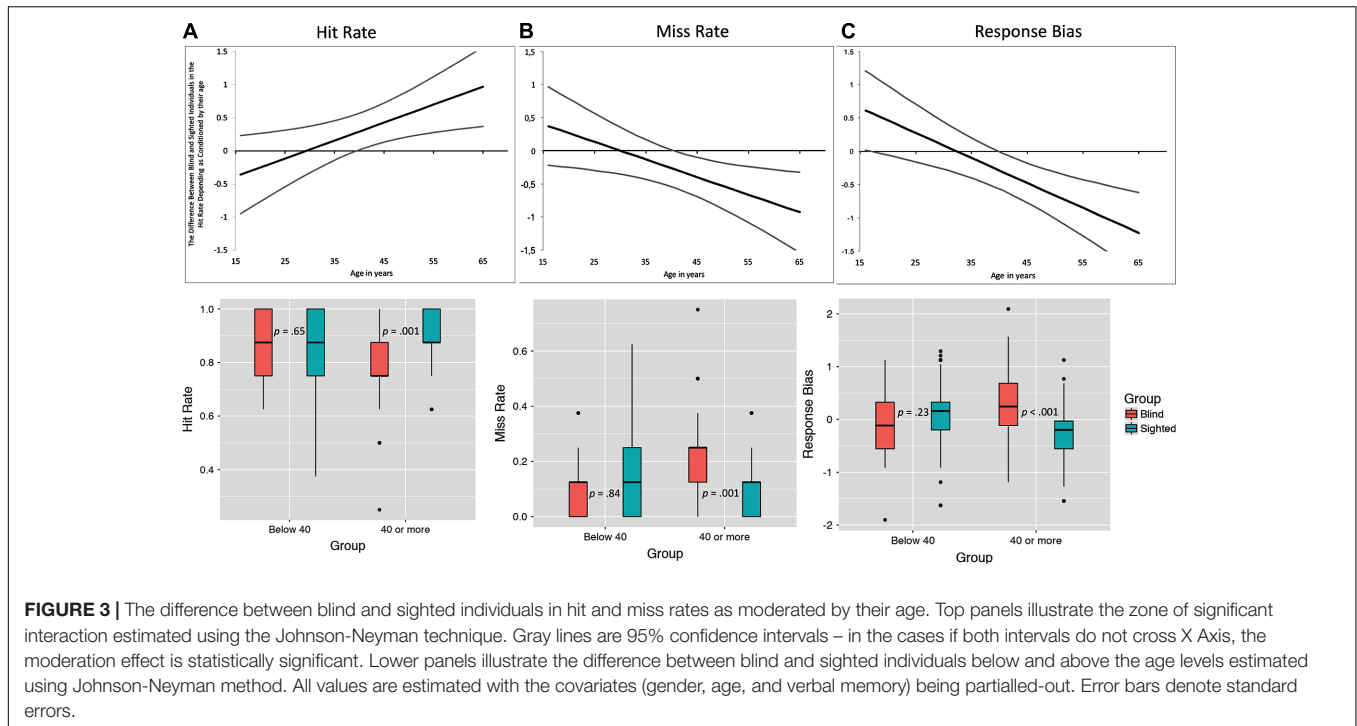 A Hit Rate
B Miss Rate
C Response Bias
The Difference Between Blind and Sighted Individuals in the
Hit Rate Depending as Conditioned by their age
1.5
1
0.5
0
-0.5
-1
-1.5
15 25 35 45 55 65
Age in years
1,5
1
0,5
0
-0.5
-1
-1.5
15 25 35 45 55 65
Age in years
1.5
1
0.5
0
-0.5
-1
-1.5
15 25 35 45 55 65
Age in years
Hit Rate
1.0
0.8
0.6
0.4
p = .65
p = .001
Below 40
40 or more
Group
Miss Rate
0.6
0.4
0.2
0.0
p = .84
p = .001
Below 40
40 or more
Group
Response Bias
2
1
0
-1
-2
p = .23
p < .001
Below 40
40 or more
Group
Group
Blind
Sighted
FIGURE 3 | The difference between blind and sighted individuals in hit and miss rates as moderated by their age. Top panels illustrate the zone of significant
interaction estimated using the Johnson-Neyman technique. Gray lines are 95% confidence intervals – in the cases if both intervals do not cross X Axis, the
moderation effect is statistically significant. Lower panels illustrate the difference between blind and sighted individuals below and above the age levels estimated
using Johnson-Neyman method. All values are estimated with the covariates (gender, age, and verbal memory) being partialled-out. Error bars denote standard
errors.